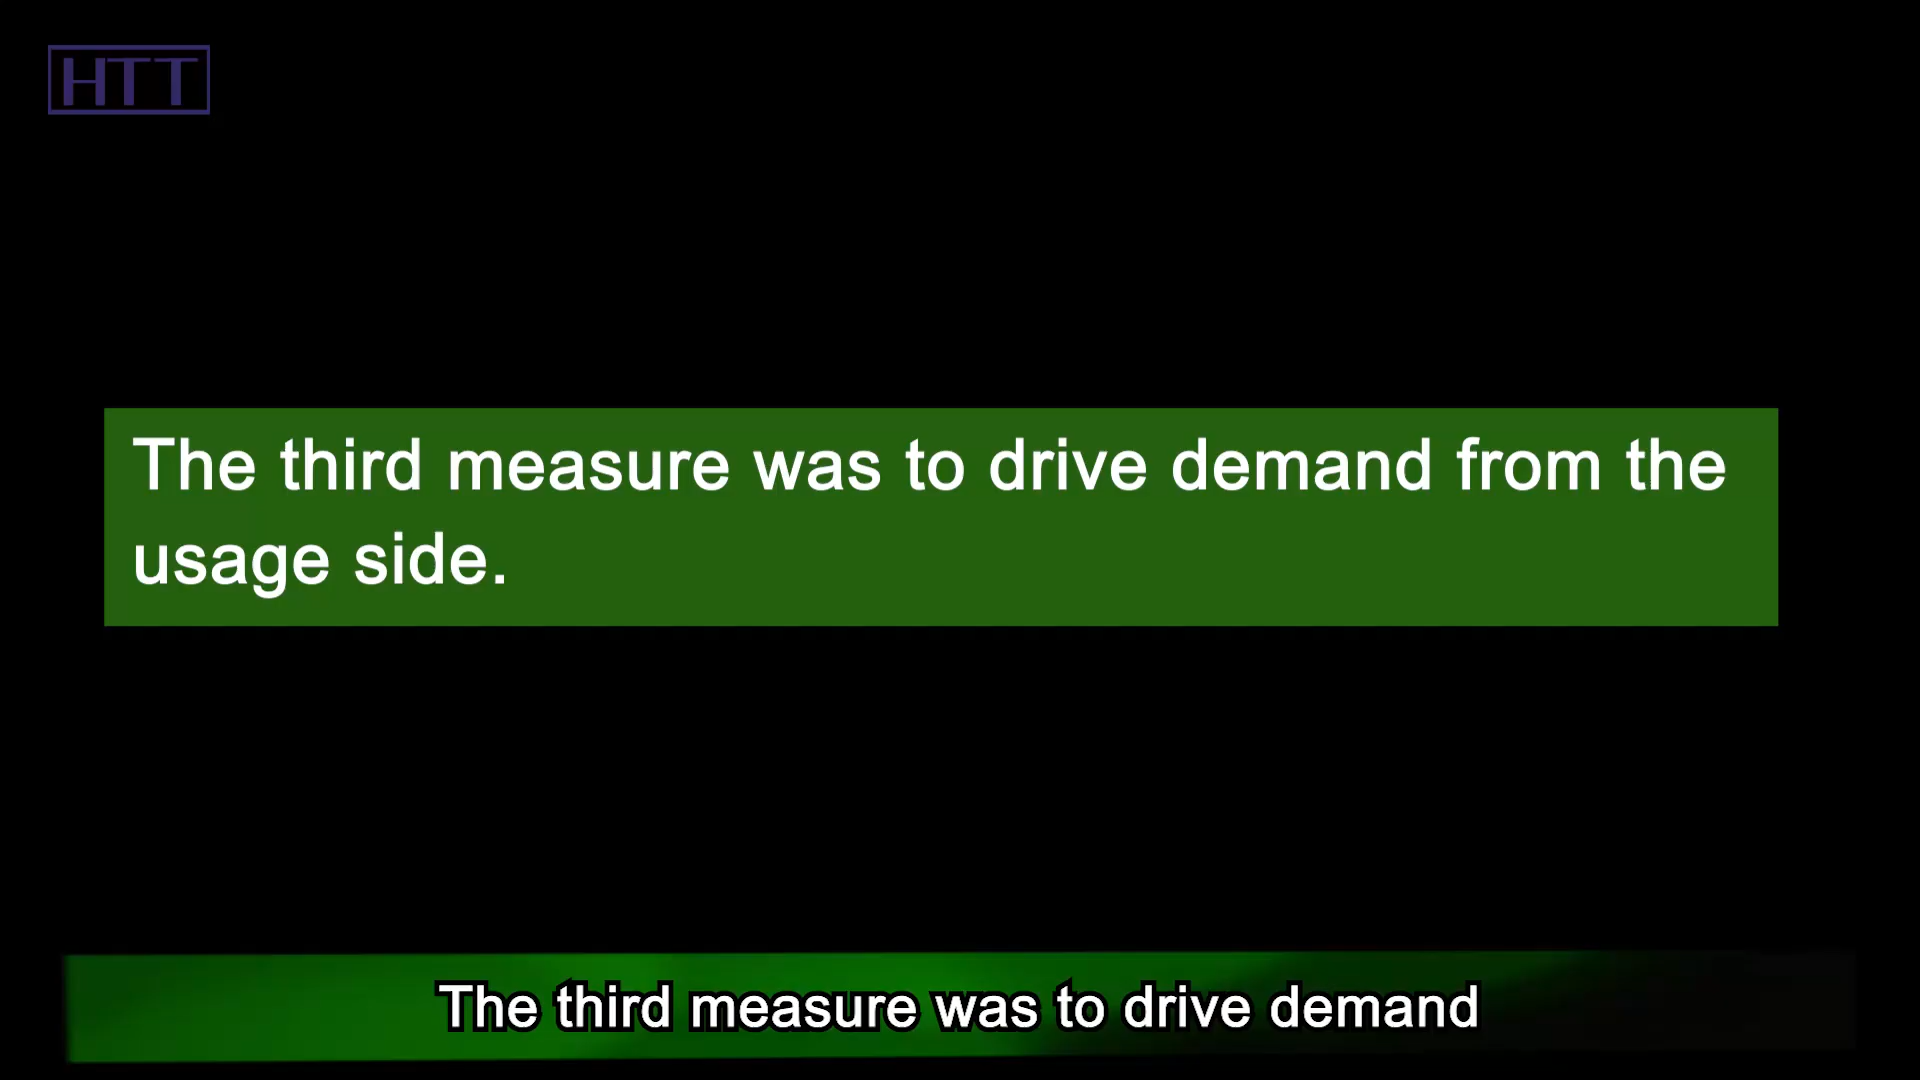 HTT
The third measure was to drive demand from the
usage side.
The third measure was to drive demand